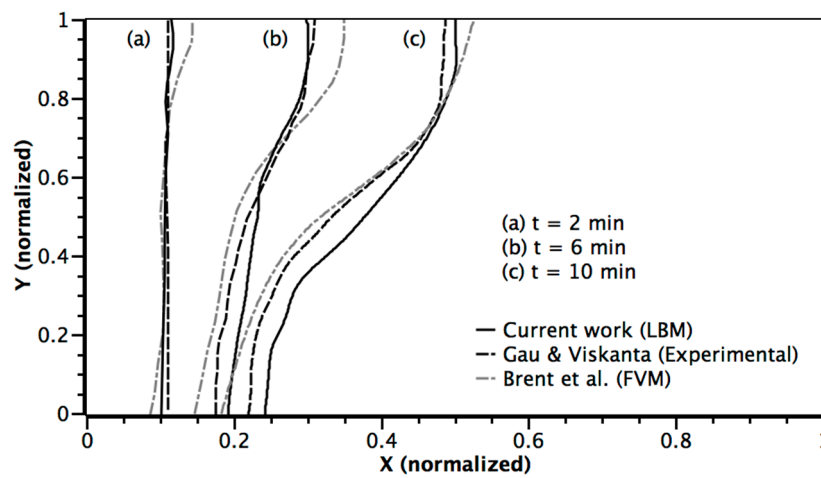 1
(a)
(b)
(c)
0.8
0.6
Y (normalized)
0.4
0.2
0
(a) t = 2 min
(b) t = 6 min
(c) t = 10 min
Current work (LBM)
Gau & Viskanta (Experimental)
Brent et al. (FVM)
0
0.2
0.4
0.6
0.8
1
X (normalized)